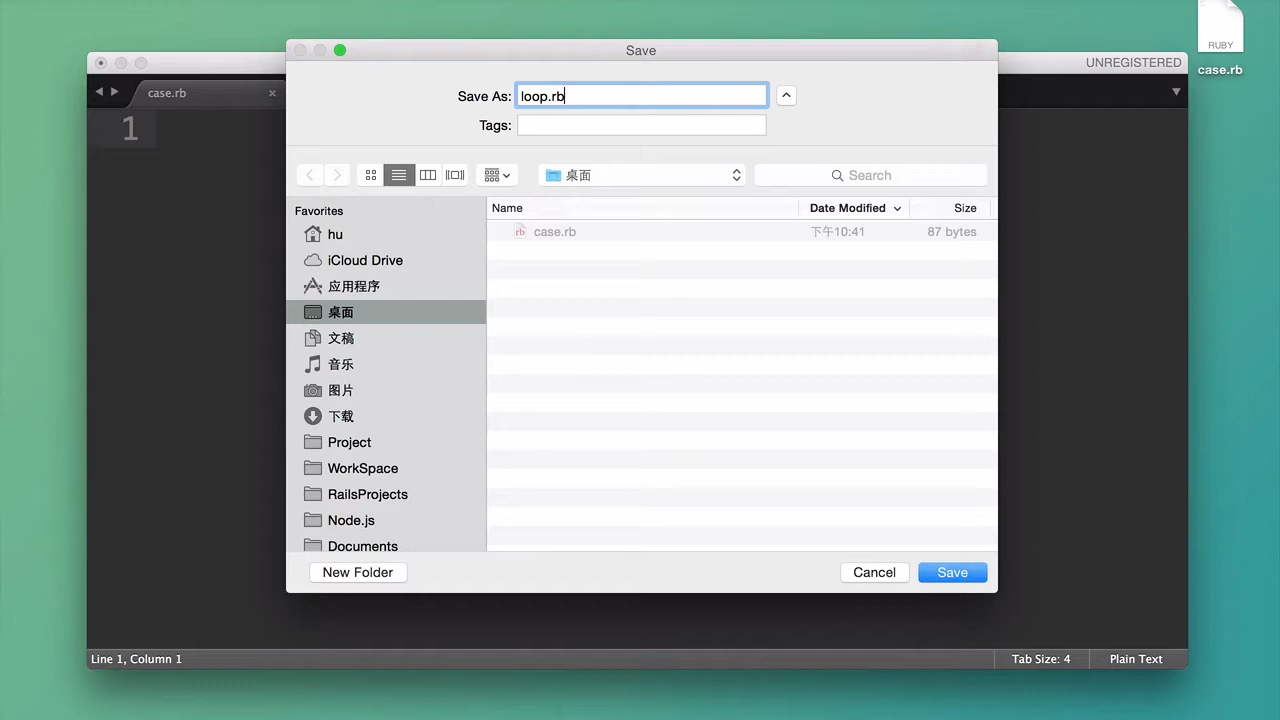 Save
UNREGISTERED
RUBY
case.rb
case.rb
1
Save As: loop.rb
Tags:
桌面
Search
Favorites
hu
iCloud Drive
应用程序
桌面
文稿
音乐
图片
下载
Project
WorkSpace
RailsProjects
Node.js
Documents
Name Date Modified Size
rb case.rb 下午10:41 87 bytes
New Folder Cancel Save
Line 1, Column 1 Tab Size: 4 Plain Text